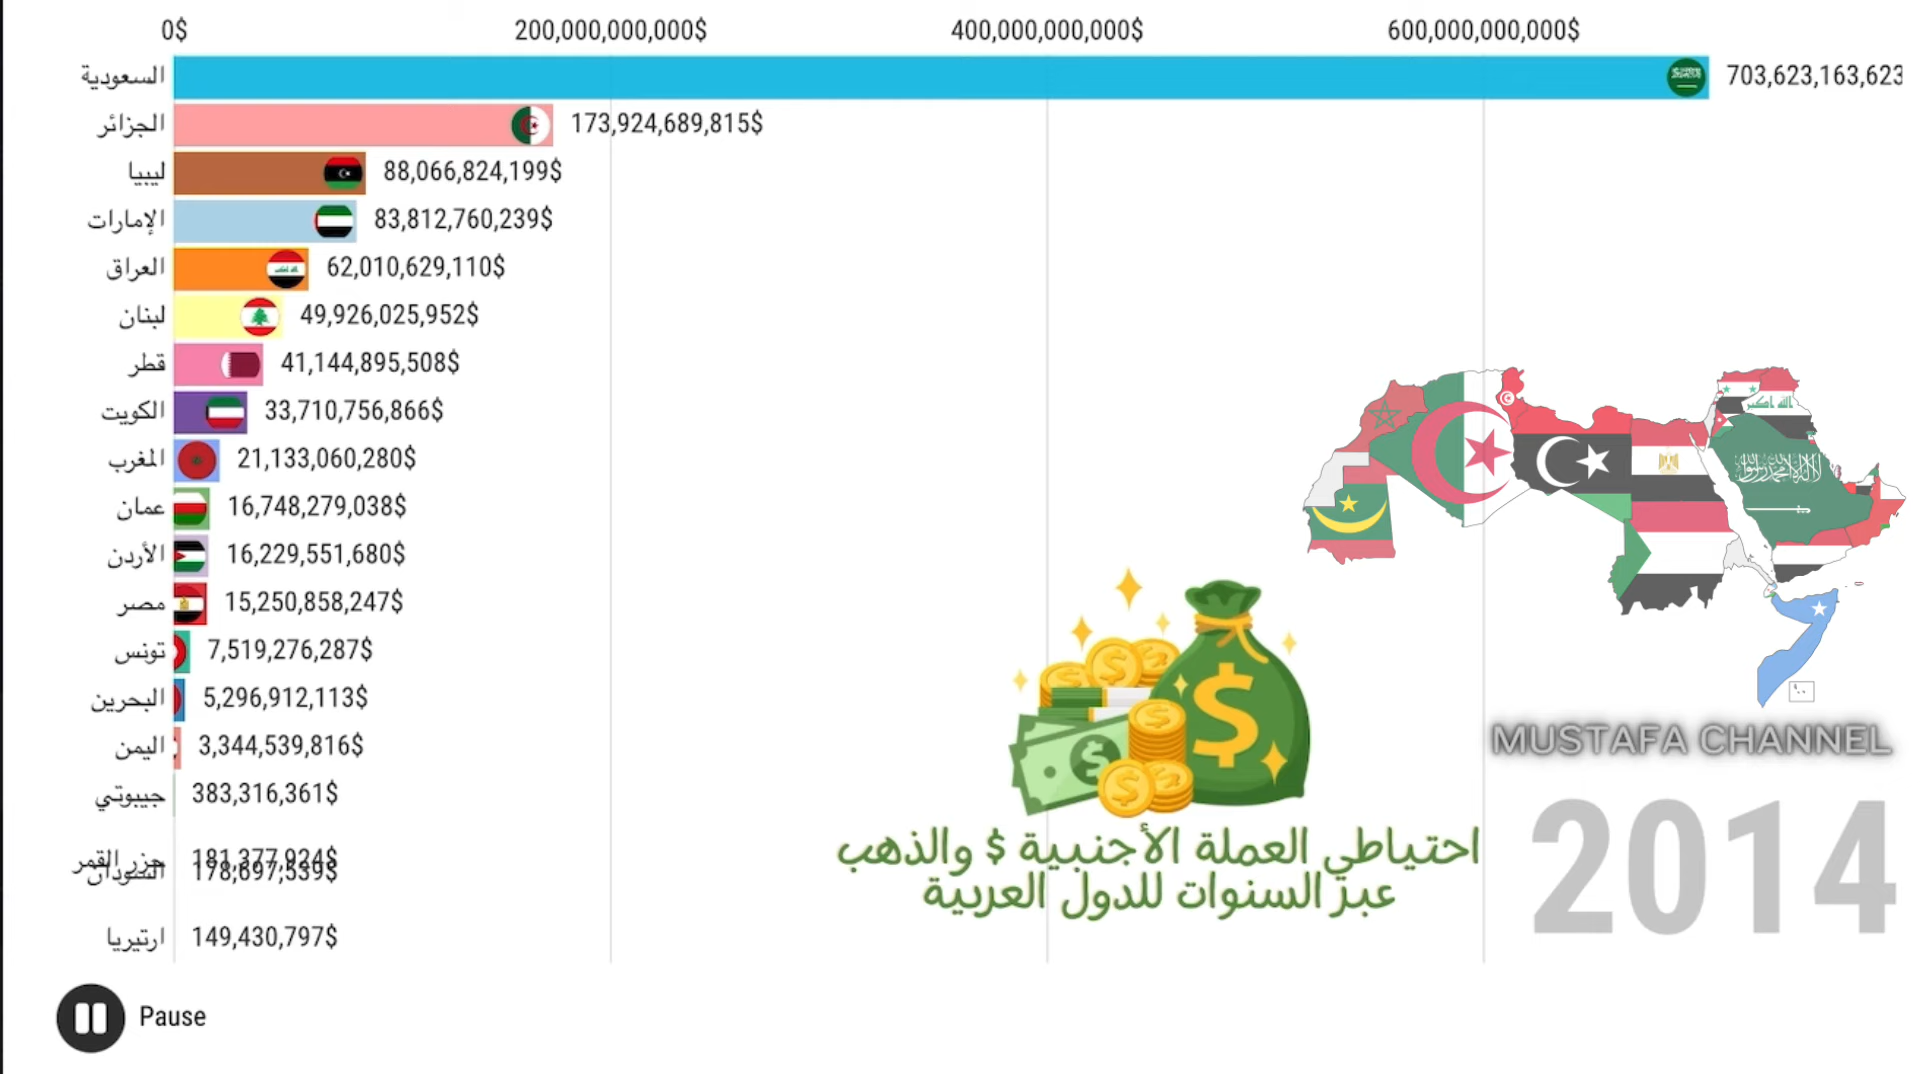 0$ 200,000,000,000$ 400,000,000,000$ 600,000,000,000$
السعودية 703,623,163,623
الجزائر 173,924,689,815$
ليبيا 88,066,824,199$
الإمارات 83,812,760,239$
العراق 62,010,629,110$
لبنان 49,926,025,952$
قطر 41,144,895,508$
الكويت 33,710,756,866$
المغرب 21,133,060,280$
عمان 16,748,279,038$
الأردن 16,229,551,680$
مصر 15,250,858,247$
تونس 7,519,276,287$
البحرين 5,296,912,113$
اليمن 3,344,539,816$
جيبوتي 383,316,361$
جزر القمر 181,377,924$
السودان 178,697,539$
ارتيريا 149,430,797$
احتياطي العملة الأجنبية $ والذهب
عبر السنوات للدول العربية
MUSTAFA CHANNEL
2014
Pause